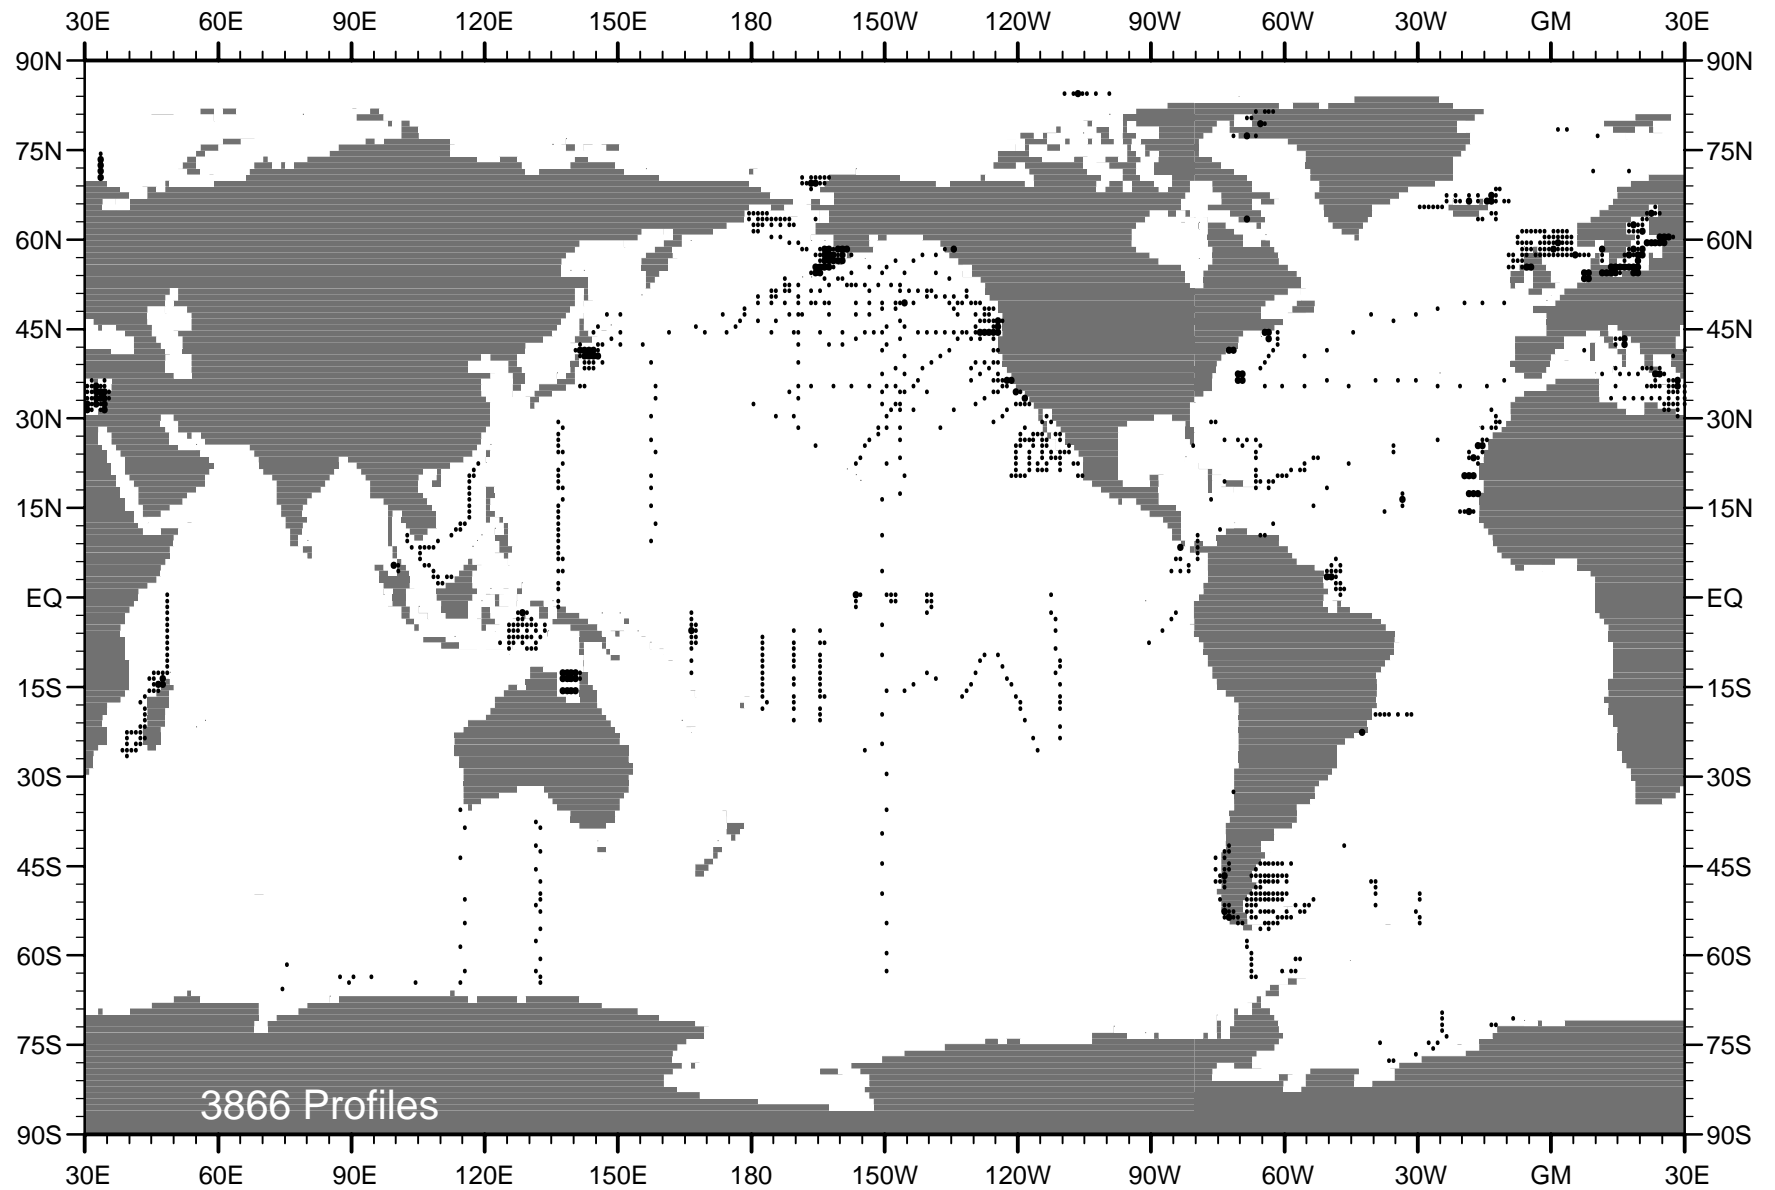 30E 60E 90E 120E 150E 180 150W 120W 90W 60W 30W GM 30E
90N 90N
75N 75N
60N 60N
45N 45N
30N 30N
15N 15N
EQ EQ
15S 15S
30S 30S
45S 45S
60S 60S
75S 75S
3866 Profiles
90S 90S
30E 60E 90E 120E 150E 180 150W 120W 90W 60W 30W GM 30E